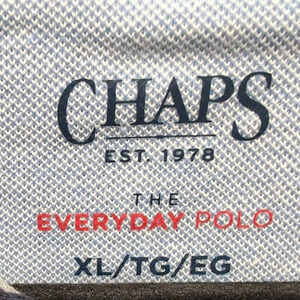 CHAPS
EST. 1978
THE
EVERYDAY POLO
XL/TG/EG